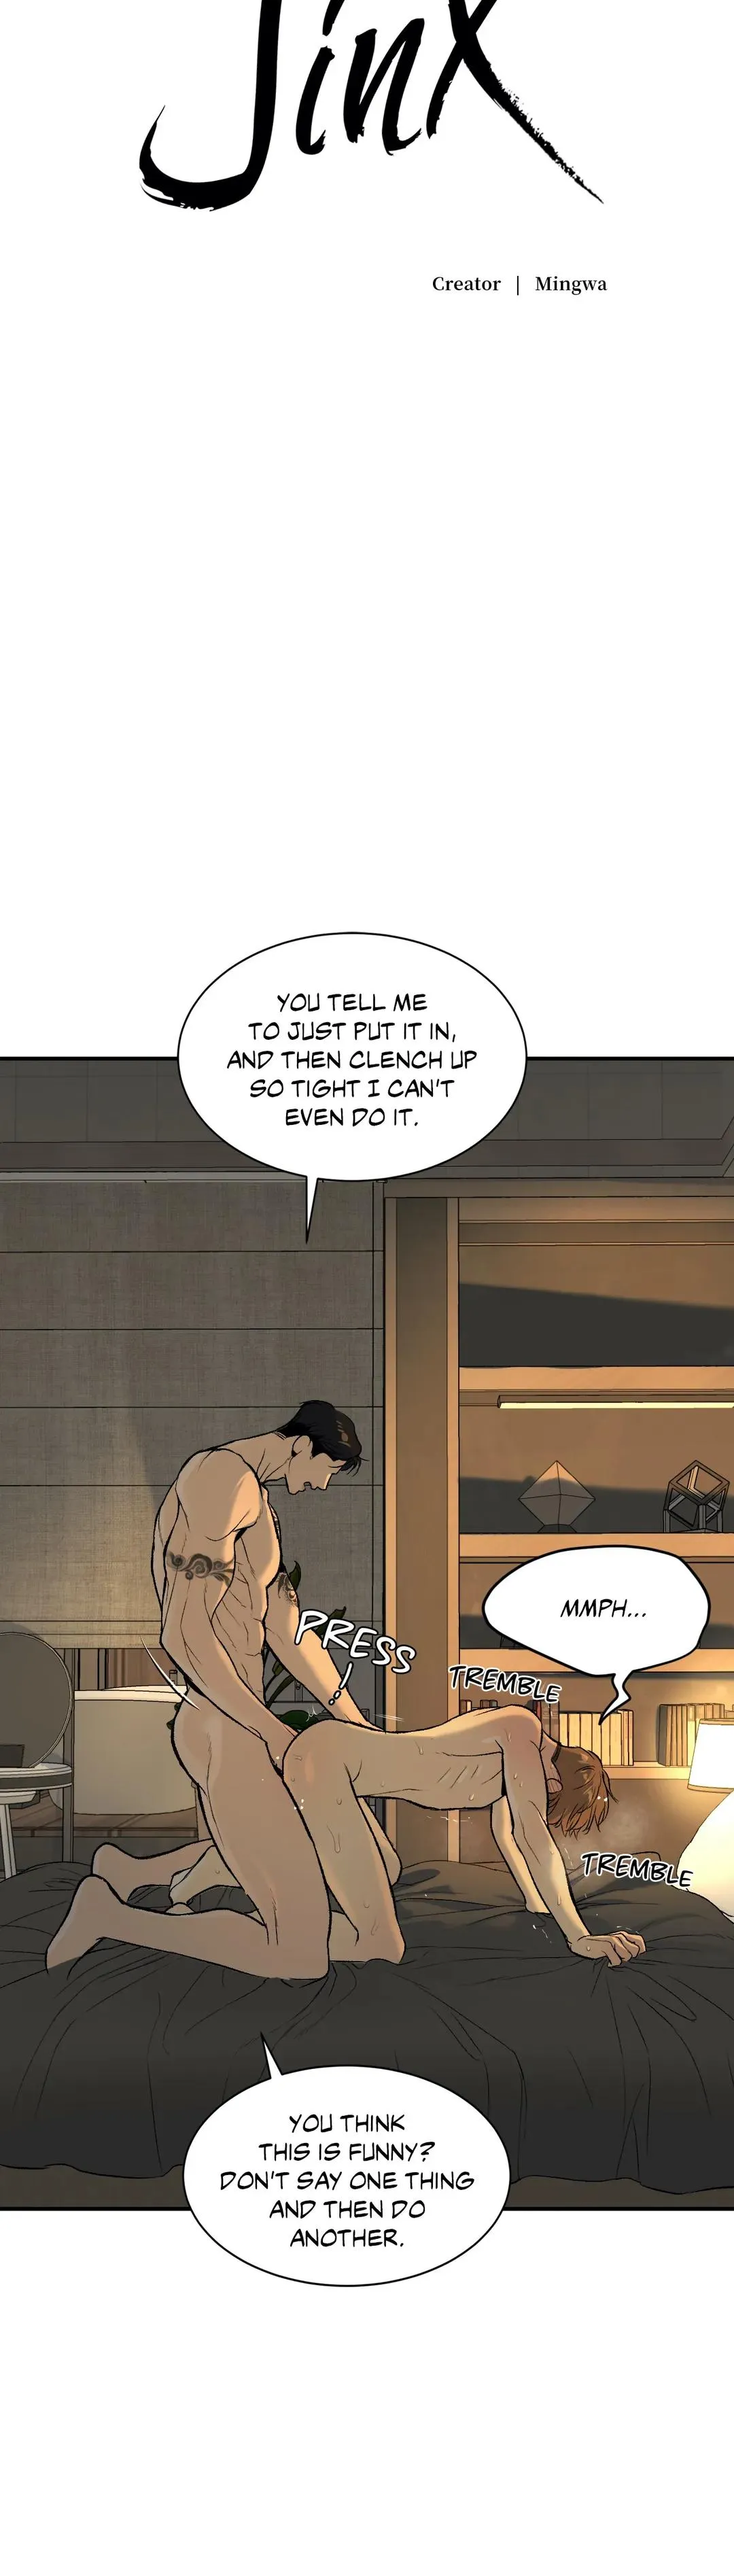 Jinx
Creator | Mingwa
YOU TELL ME
TO JUST PUT IT IN,
AND THEN CLENCH UP
SO TIGHT I CAN'T
EVEN DO IT.
MMPH...
PRESS
TREMBLE
TREMBLE
YOU THINK
THIS IS FUNNY?
DON'T SAY ONE THING
AND THEN DO
ANOTHER.